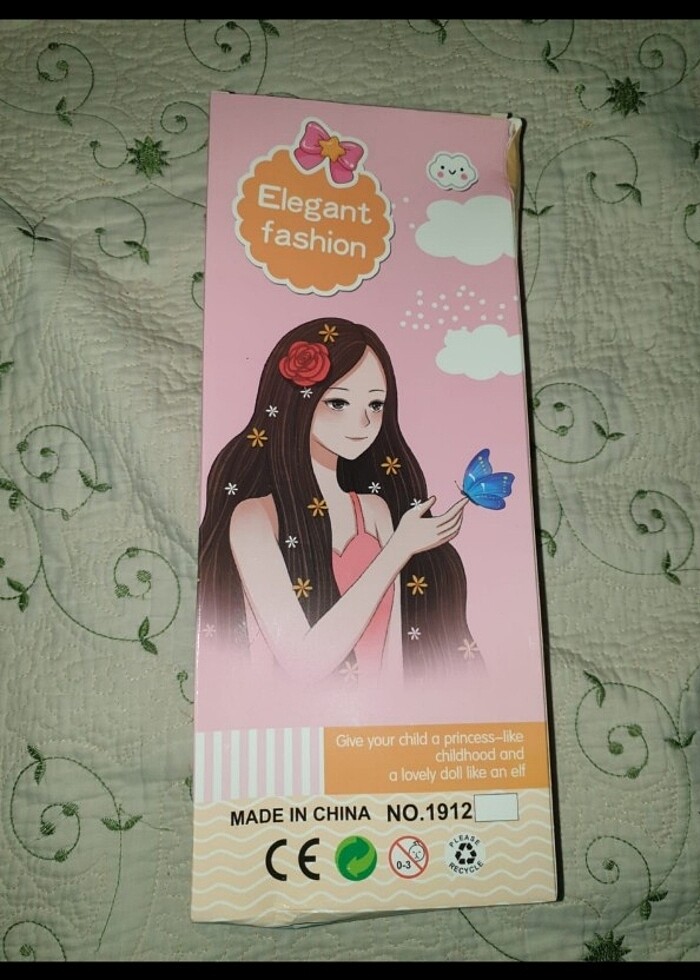 Elegant
fashion
Give your child a princess-like
childhood and
a lovely doll like an elf
MADE IN CHINA NO.1912
CE
0-3
PLEASE
RECYCLE